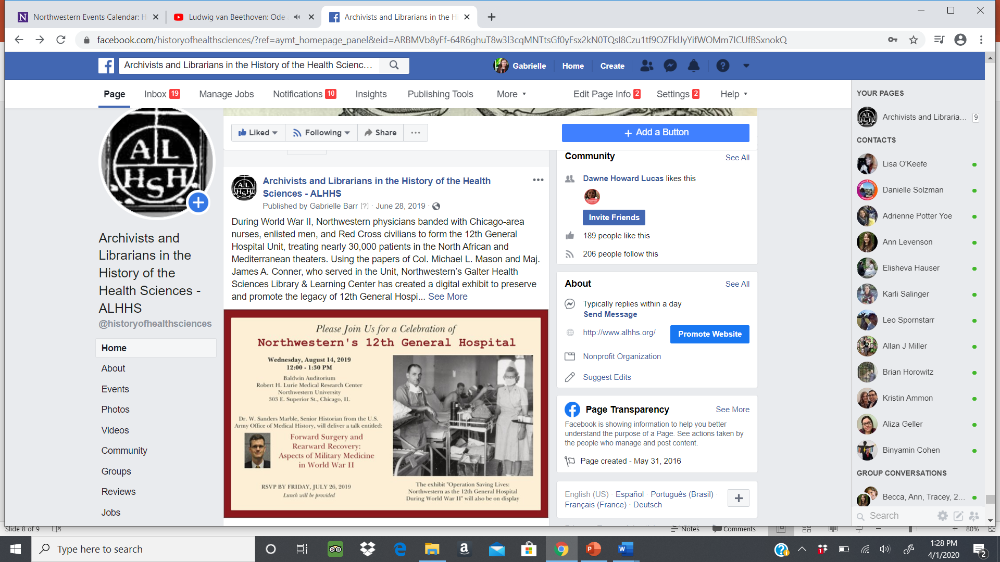 Northwestern Events Calendar: H
Ludwig van Beethoven: Ode
Archivists and Librarians in the Hi
facebook.com/historyofhealthsciences/?ref=aymt_homepage_panel&eid=ARBMVb8yFf-64R6ghuT8w3l3cqMNTtsGf0yFsx2kN0TQsI8Czu1tf9OZFklJyYifWOMm7ICUfBSxnokQ
Archivists and Librarians in the History of the Health Scienc...
Gabrielle
Home
Create
Page
Inbox 19
Manage Jobs
Notifications 10
Insights
Publishing Tools
More
Edit Page Info 2
Settings 2
Help
A L
H S H
Archivists and
Librarians in the
History of the
Health Sciences -
ALHHS
@historyofhealthsciences
Home
About
Events
Photos
Videos
Community
Groups
Reviews
Jobs
Liked
Following
Share
+ Add a Button
Archivists and Librarians in the History of the Health
Sciences - ALHHS
Published by Gabrielle Barr [?] · June 28, 2019 ·
During World War II, Northwestern physicians banded with Chicago-area
nurses, enlisted men, and Red Cross civilians to form the 12th General
Hospital Unit, treating nearly 30,000 patients in the North African and
Mediterranean theaters. Using the papers of Col. Michael L. Mason and Maj.
James A. Conner, who served in the Unit, Northwestern's Galter Health
Sciences Library & Learning Center has created a digital exhibit to preserve
and promote the legacy of 12th General Hospi... See More
Please Join Us for a Celebration of
Northwestern's 12th General Hospital
Wednesday, August 14, 2019
12:00 - 1:30 PM
Baldwin Auditorium
Robert H. Lurie Medical Research Center
Northwestern University
303 E. Superior St., Chicago, IL
Dr. W. Sanders Marble, Senior Historian from the U.S.
Army Office of Medical History, will deliver a talk entitled:
Forward Surgery and
Rearward Recovery:
Aspects of Military Medicine
in World War II
RSVP BY FRIDAY, JULY 26, 2019
Lunch will be provided
The exhibit "Operation Saving Lives:
Northwestern as the 12th General Hospital
During World War II" will also be on display
Community
See All
Dawne Howard Lucas likes this
Invite Friends
189 people like this
206 people follow this
About
See All
Typically replies within a day
Send Message
http://www.alhhs.org/
Promote Website
Nonprofit Organization
Suggest Edits
Page Transparency
See More
Facebook is showing information to help you better
understand the purpose of a Page. See actions taken by
the people who manage and post content.
Page created - May 31, 2016
English (US) · Español · Português (Brasil) ·
Français (France) · Deutsch
YOUR PAGES
Archivists and Libraria... 9
CONTACTS
Lisa O'Keefe
Danielle Solzman
Adrienne Potter Yoe
Ann Levenson
Elisheva Hauser
Karli Salinger
Leo Spornstarr
Allan J Miller
Brian Horowitz
Kristin Ammon
Aliza Geller
Binyamin Cohen
GROUP CONVERSATIONS
Becca, Ann, Tracey, 2...
Search
Slide 8 of 9
Notes
Comments
80%
Type here to search
1:28 PM
4/1/2020
2